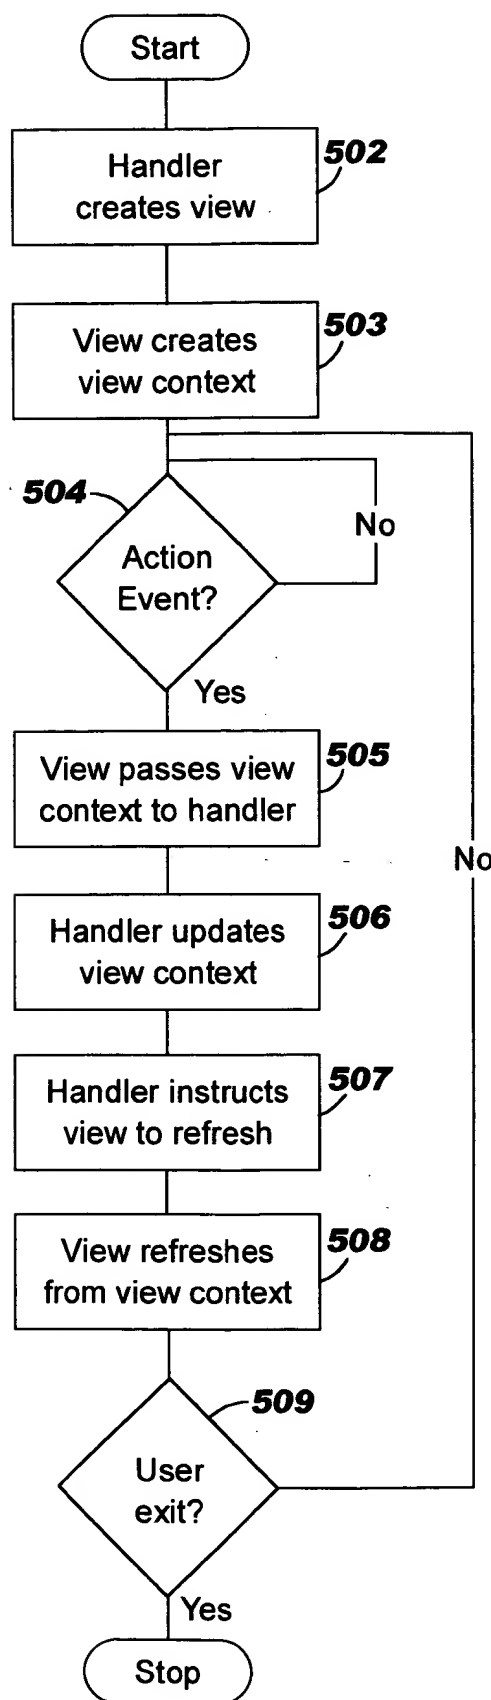 Start
502
Handler
creates view
503
View creates
view context
504
No
Action
Event?
Yes
505
View passes view
context to handler
No
506
Handler updates
view context
507
Handler instructs
view to refresh
508
View refreshes
from view context
509
User
exit?
Yes
Stop